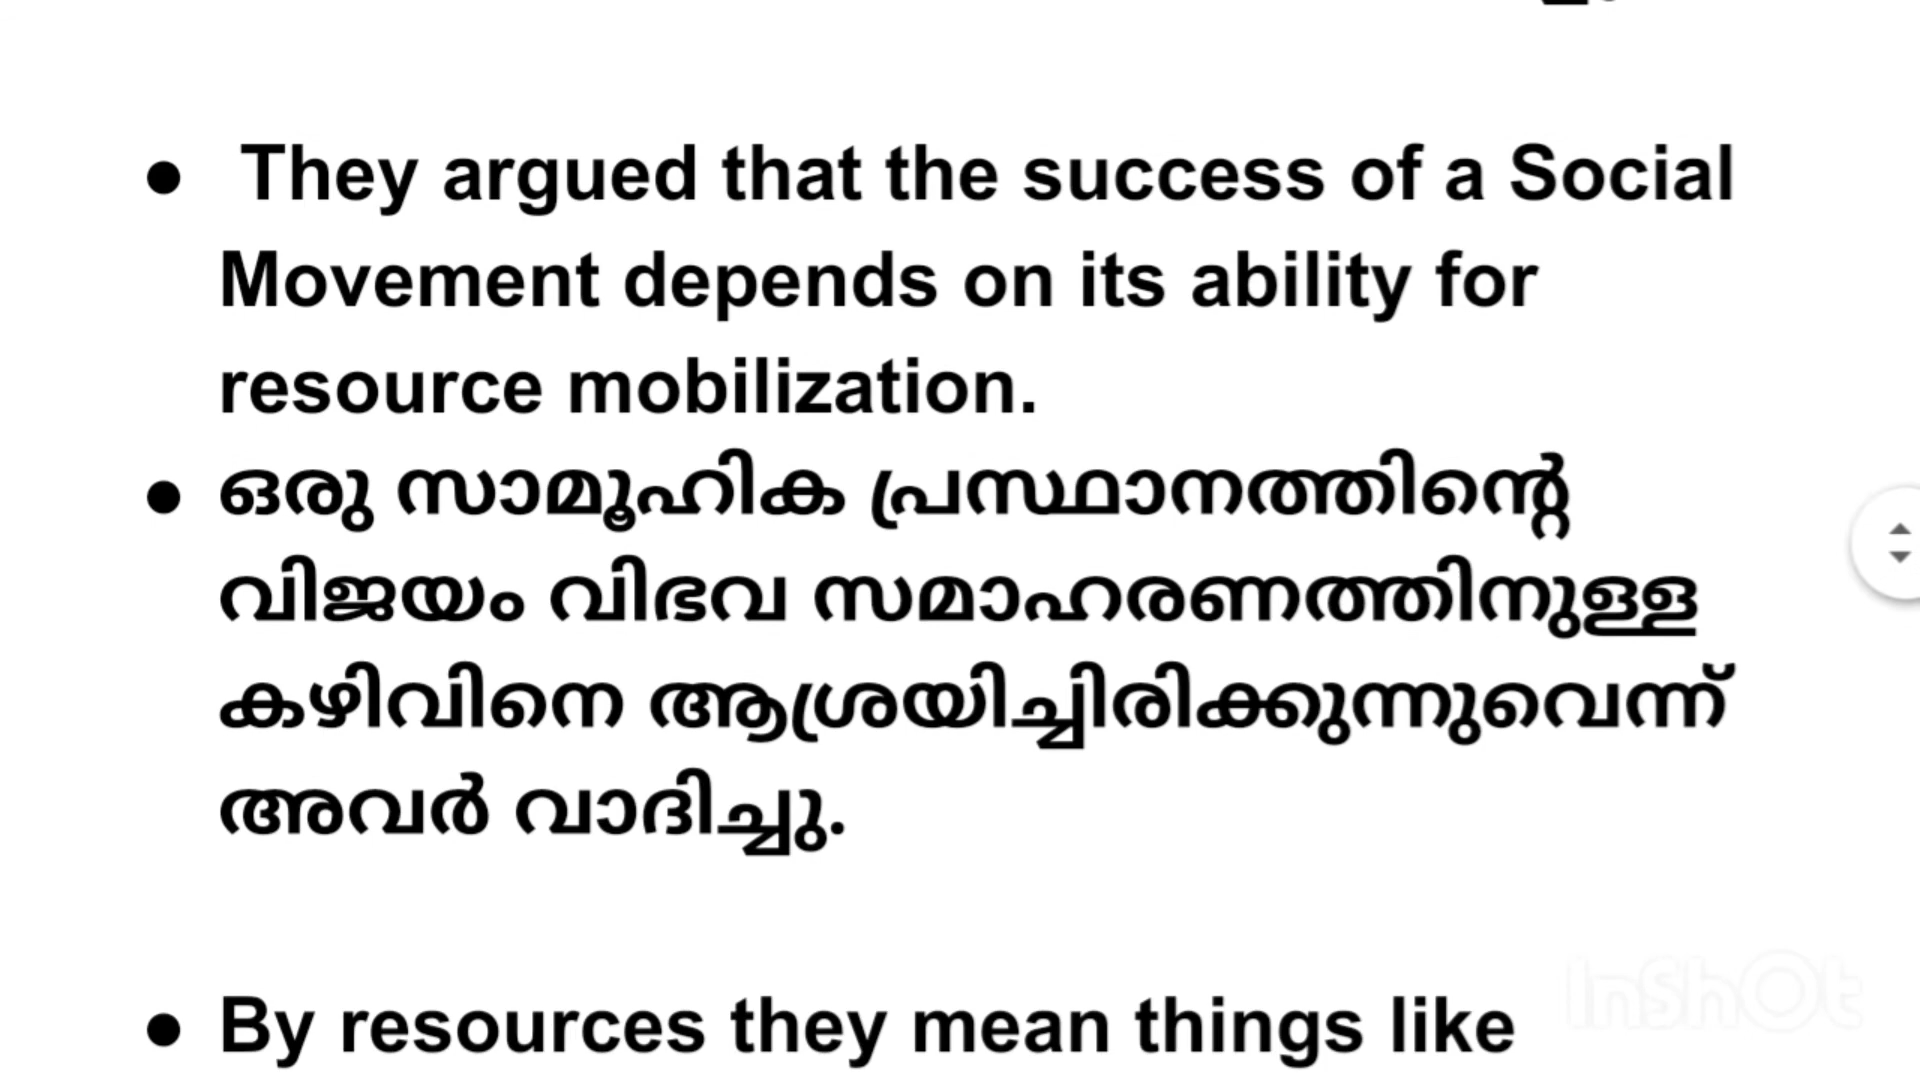 ● They argued that the success of a Social
Movement depends on its ability for
resource mobilization.
● ഒരു സാമൂഹിക പ്രസ്ഥാനത്തിന്റെ
വിജയം വിഭവ സമാഹരണത്തിനുള്ള
കഴിവിനെ ആശ്രയിച്ചിരിക്കുന്നുവെന്ന്
അവർ വാദിച്ചു.
● By resources they mean things like
InShOt